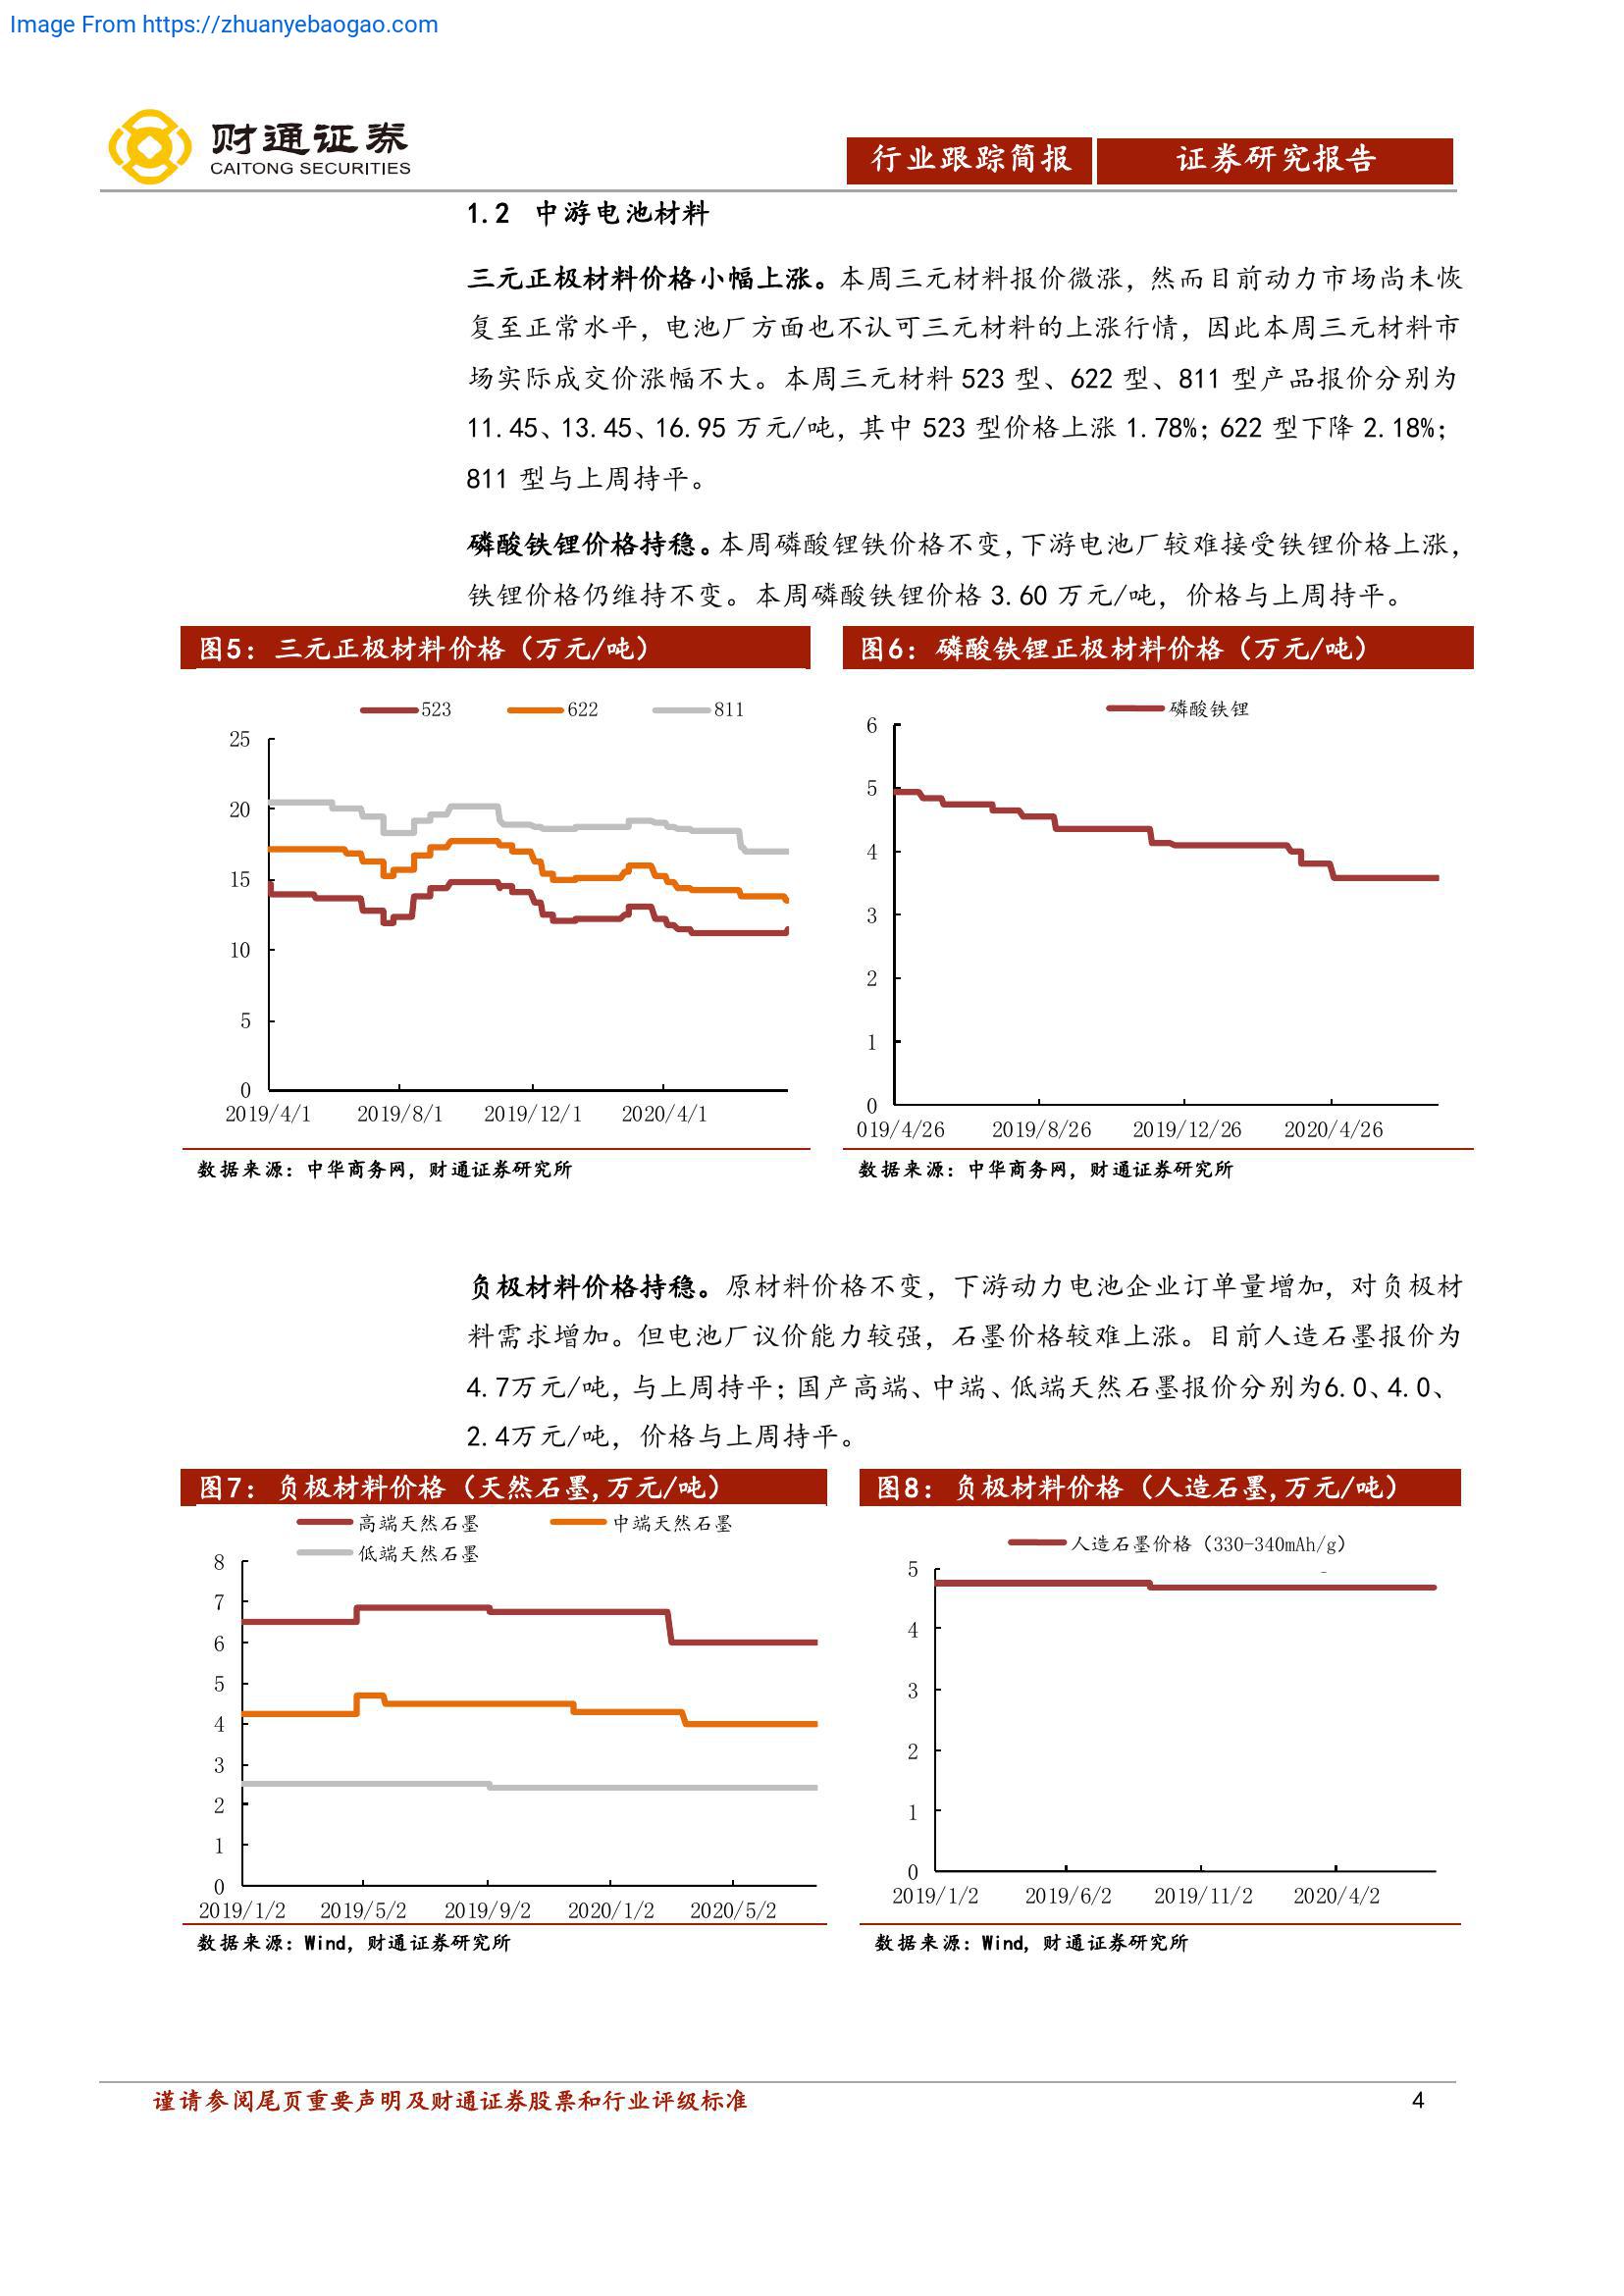 Image From https://zhuanyebaogao.com
财通证券
CAITONG SECURITIES
行业跟踪简报 证券研究报告
1.2 中游电池材料
三元正极材料价格小幅上涨。本周三元材料报价微涨，然而目前动力市场尚未恢
复至正常水平，电池厂方面也不认可三元材料的上涨行情，因此本周三元材料市
场实际成交价涨幅不大。本周三元材料 523 型、622 型、811 型产品报价分别为
11.45、13.45、16.95 万元/吨，其中 523 型价格上涨 1.78%；622 型下降 2.18%；
811 型与上周持平。
磷酸铁锂价格持稳。本周磷酸锂铁价格不变，下游电池厂较难接受铁锂价格上涨，
铁锂价格仍维持不变。本周磷酸铁锂价格 3.60 万元/吨，价格与上周持平。
图5：三元正极材料价格（万元/吨）
523 622 811
25
20
15
10
5
0
2019/4/1 2019/8/1 2019/12/1 2020/4/1
数据来源：中华商务网，财通证券研究所
图6：磷酸铁锂正极材料价格（万元/吨）
磷酸铁锂
6
5
4
3
2
1
0
019/4/26 2019/8/26 2019/12/26 2020/4/26
数据来源：中华商务网，财通证券研究所
负极材料价格持稳。原材料价格不变，下游动力电池企业订单量增加，对负极材
料需求增加。但电池厂议价能力较强，石墨价格较难上涨。目前人造石墨报价为
4.7万元/吨，与上周持平；国产高端、中端、低端天然石墨报价分别为6.0、4.0、
2.4万元/吨，价格与上周持平。
图7：负极材料价格（天然石墨,万元/吨）
高端天然石墨 中端天然石墨
低端天然石墨
8
7
6
5
4
3
2
1
0
2019/1/2 2019/5/2 2019/9/2 2020/1/2 2020/5/2
数据来源：Wind，财通证券研究所
图8：负极材料价格（人造石墨,万元/吨）
人造石墨价格（330-340mAh/g）
5
4
3
2
1
0
2019/1/2 2019/6/2 2019/11/2 2020/4/2
数据来源：Wind，财通证券研究所
谨请参阅尾页重要声明及财通证券股票和行业评级标准 4